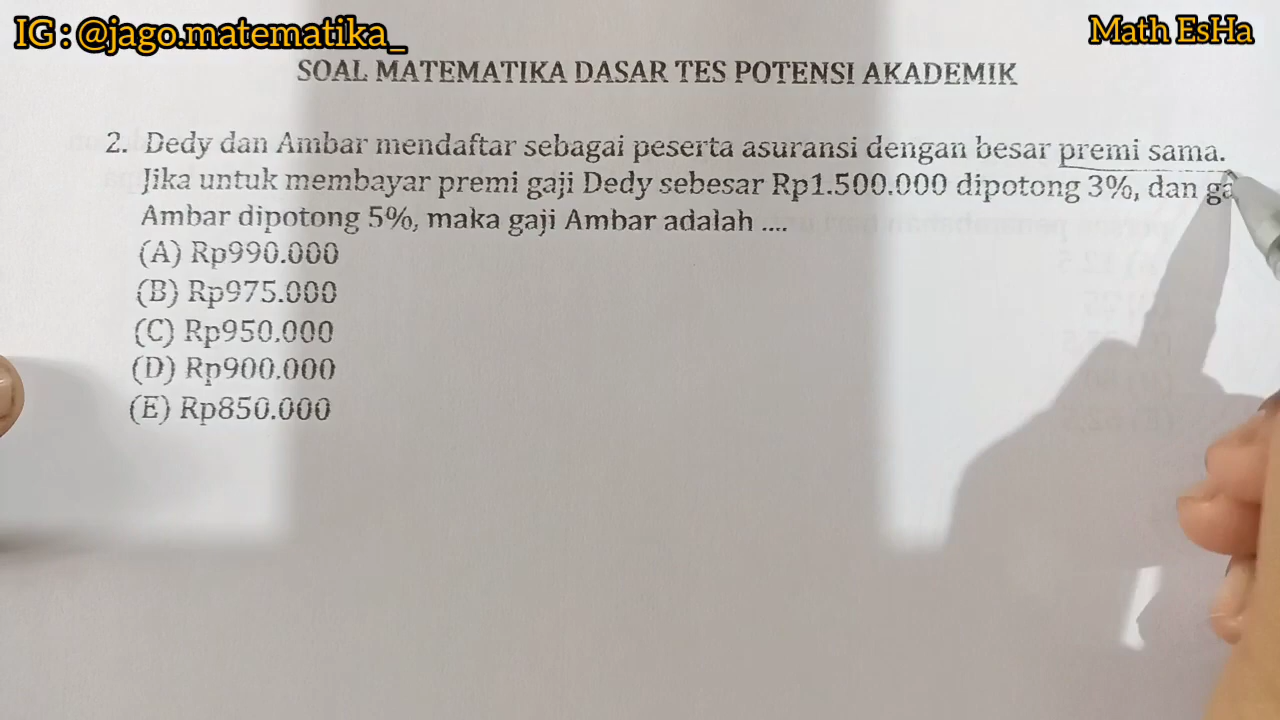 IG : @jago.matematika_
Math EsHa
SOAL MATEMATIKA DASAR TES POTENSI AKADEMIK
2. Dedy dan Ambar mendaftar sebagai peserta asuransi dengan besar premi sama.
Jika untuk membayar premi gaji Dedy sebesar Rp1.500.000 dipotong 3%, dan
Ambar dipotong 5%, maka gaji Ambar adalah ....
(A) Rp990.000
(B) Rp975.000
(C) Rp950.000
(D) Rp900.000
(E) Rp850.000